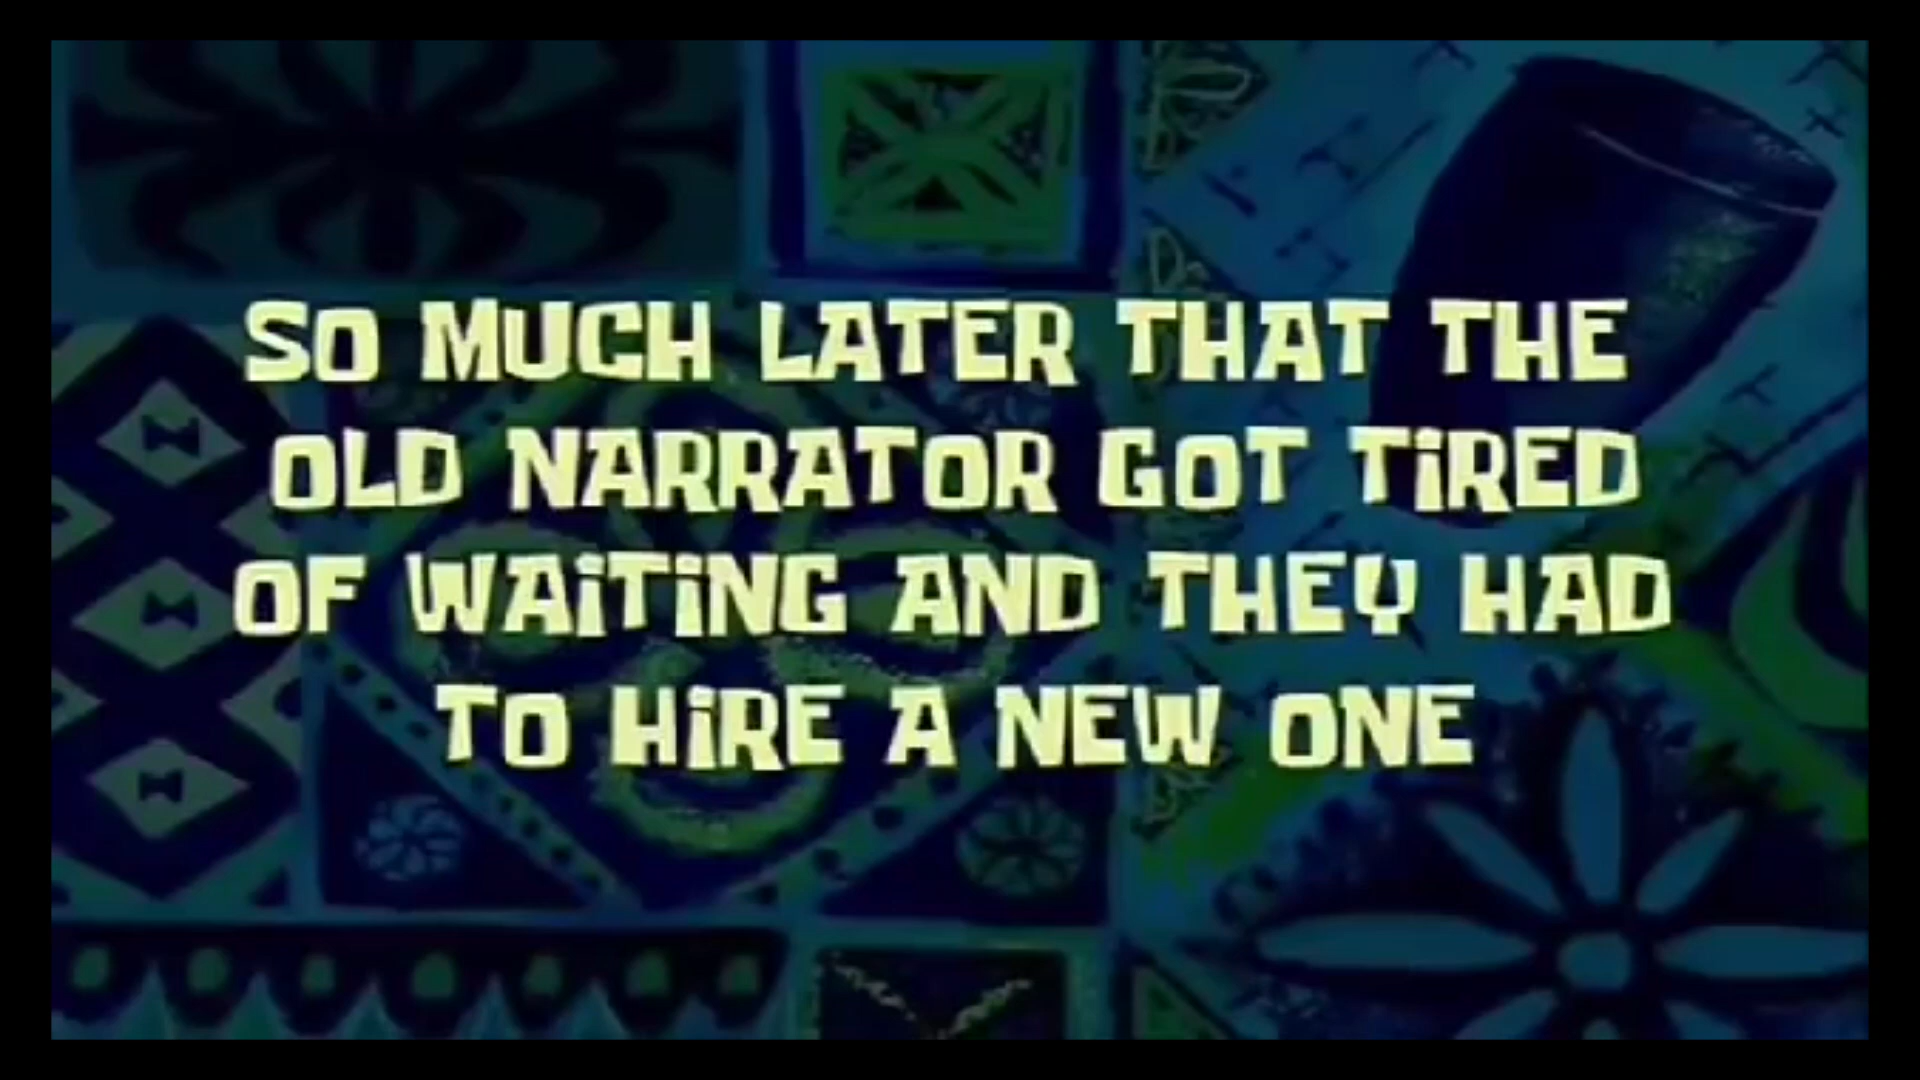 SO MUCH LATER THAT THE
OLD NARRATOR GOT TiRED
OF WAiTiNG AND THEY HAD
TO HiRE A NEW ONE